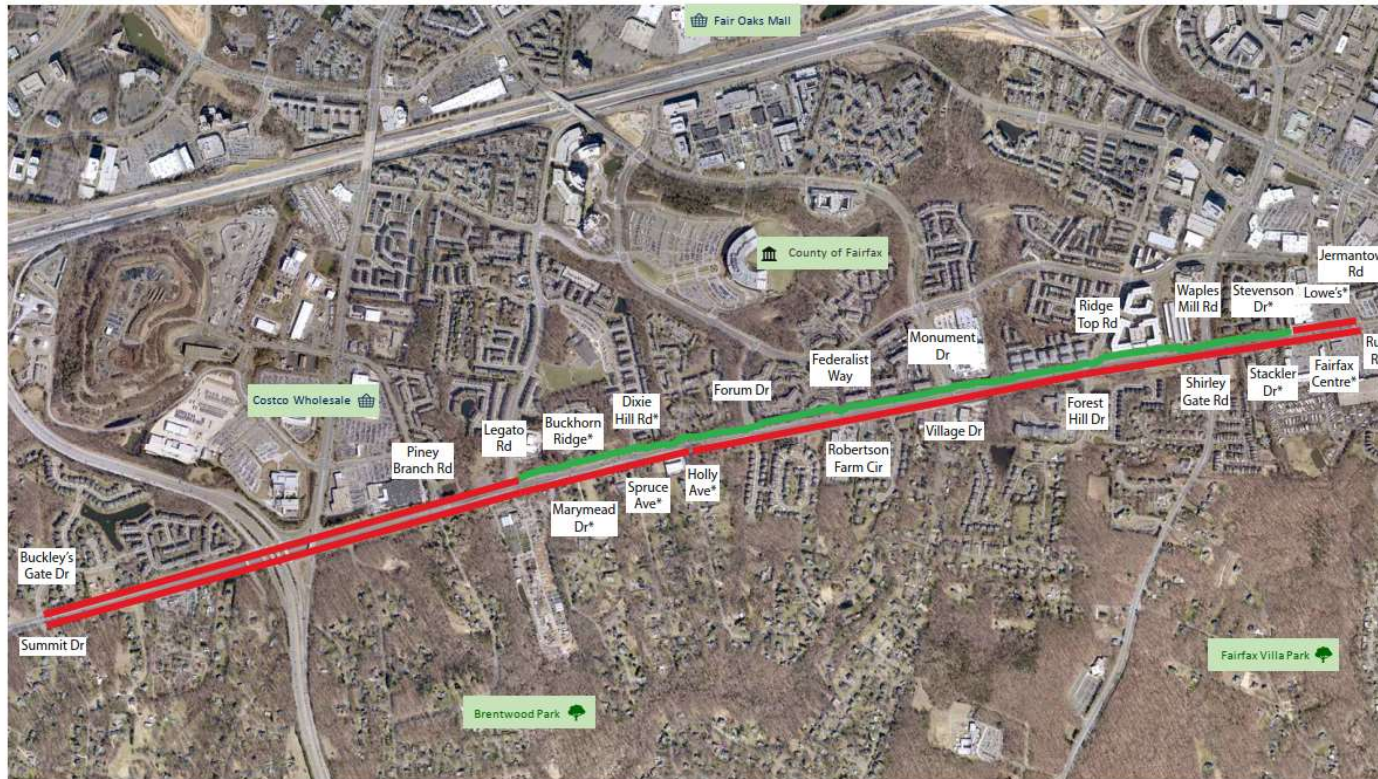 Fair Oaks Mall
County of Fairfax
Jermantow
Rd
Lowe's*
Stevenson
Dr*
Waples
Mill Rd
Ridge
Top Rd
Monument
Dr
Federalist
Way
Forum Dr
Dixie
Hill Rd*
Buckhorn
Ridge*
Legato
Rd
Piney
Branch Rd
Costco Wholesale
Buckley's
Gate Dr
Summit Dr
Marymead
Dr*
Spruce
Ave*
Holly
Ave*
Robertson
Farm Cir
Village Dr
Forest
Hill Dr
Shirley
Gate Rd
Stackler
Dr*
Fairfax
Centre*
Ru
R
Brentwood Park
Fairfax Villa Park